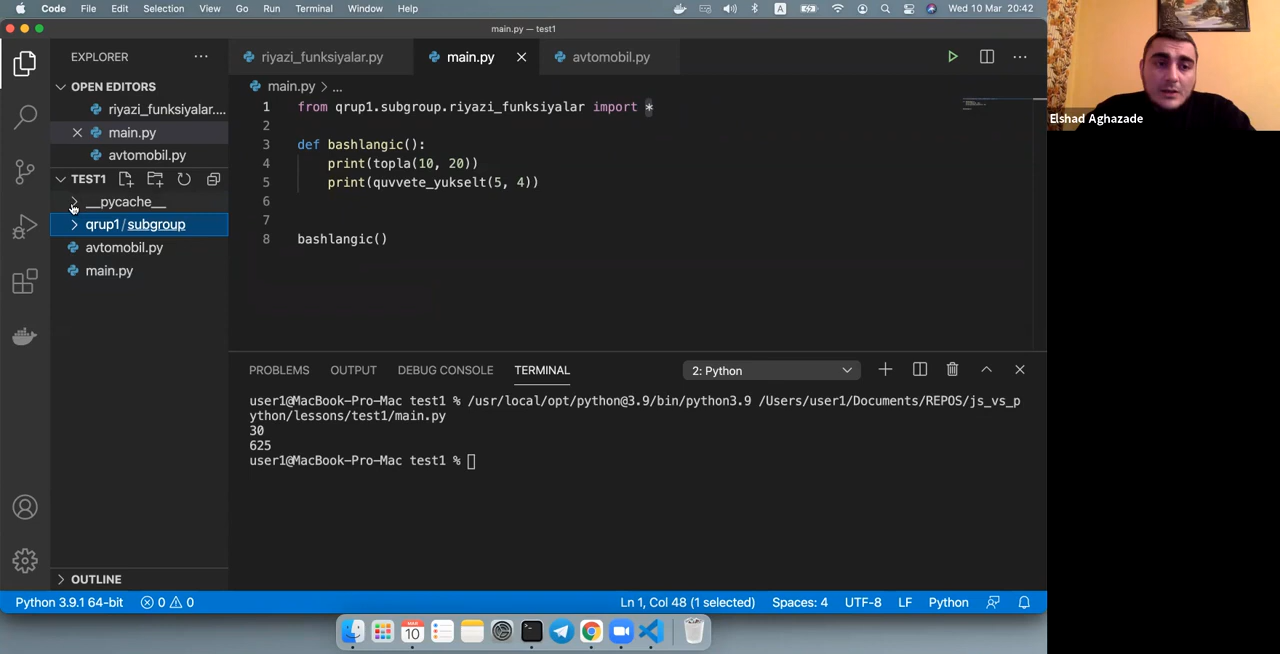 Code File Edit Selection View Go Run Terminal Window Help A Wed 10 Mar 20:42
main.py — test1
EXPLORER ...
OPEN EDITORS
riyazi_funksiyalar....
main.py
avtomobil.py
TEST1
__pycache__
qrup1/subgroup
avtomobil.py
main.py
OUTLINE
riyazi_funksiyalar.py main.py avtomobil.py
main.py > ...
1 from qrup1.subgroup.riyazi_funksiyalar import *
2
3 def bashlangic():
4 print(topla(10, 20))
5 print(quvvete_yukselt(5, 4))
6
7
8 bashlangic()
PROBLEMS OUTPUT DEBUG CONSOLE TERMINAL 2: Python
user1@MacBook-Pro-Mac test1 % /usr/local/opt/python@3.9/bin/python3.9 /Users/user1/Documents/REPOS/js_vs_p
ython/lessons/test1/main.py
30
625
user1@MacBook-Pro-Mac test1 %
Python 3.9.1 64-bit 0 0 Ln 1, Col 48 (1 selected) Spaces: 4 UTF-8 LF Python
MAR
10
Elshad Aghazade